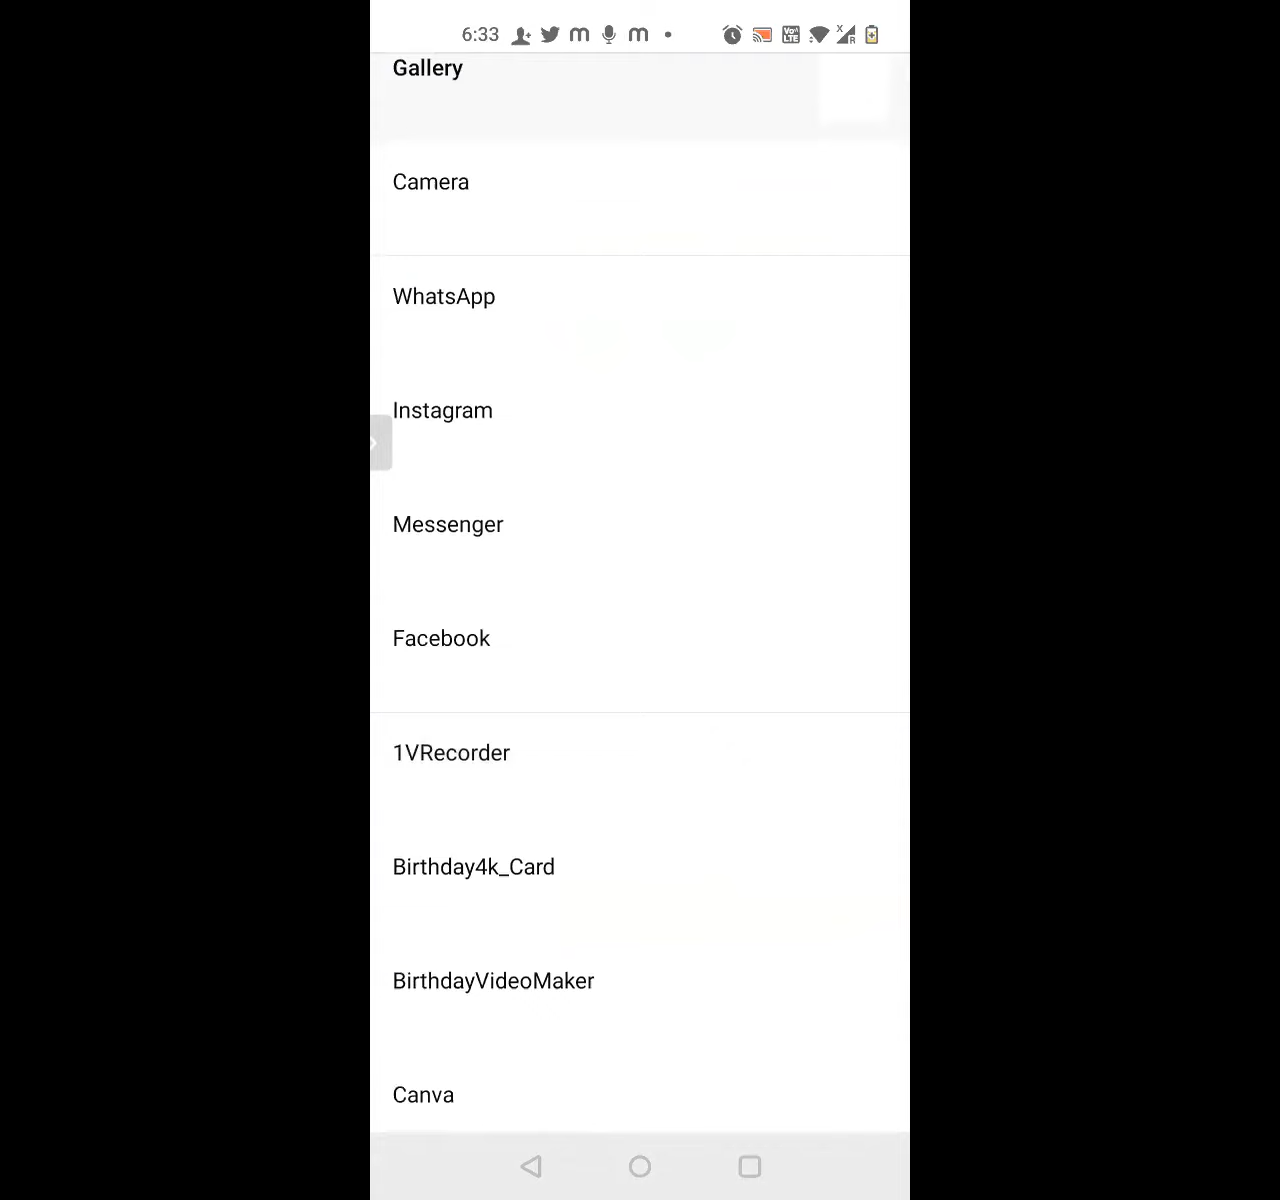 6:33
Gallery
Camera
WhatsApp
Instagram
Messenger
Facebook
1VRecorder
Birthday4k_Card
BirthdayVideoMaker
Canva